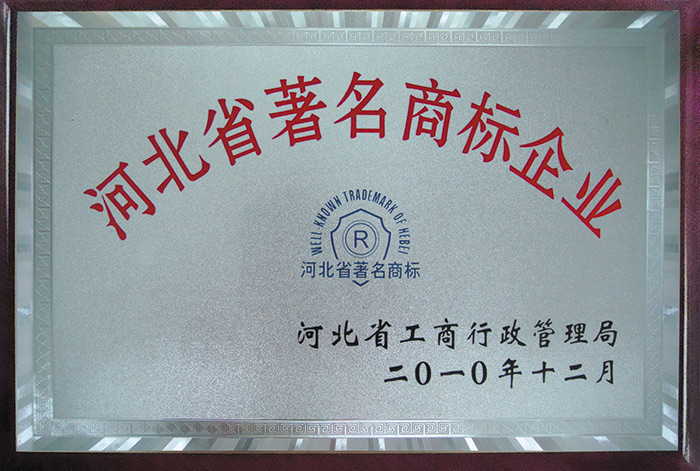 河北省著名商标企业
WELL-KNOWN TRADEMARK OF HEBEI
R
河北省著名商标
河北省工商行政管理局
二0一0年十二月